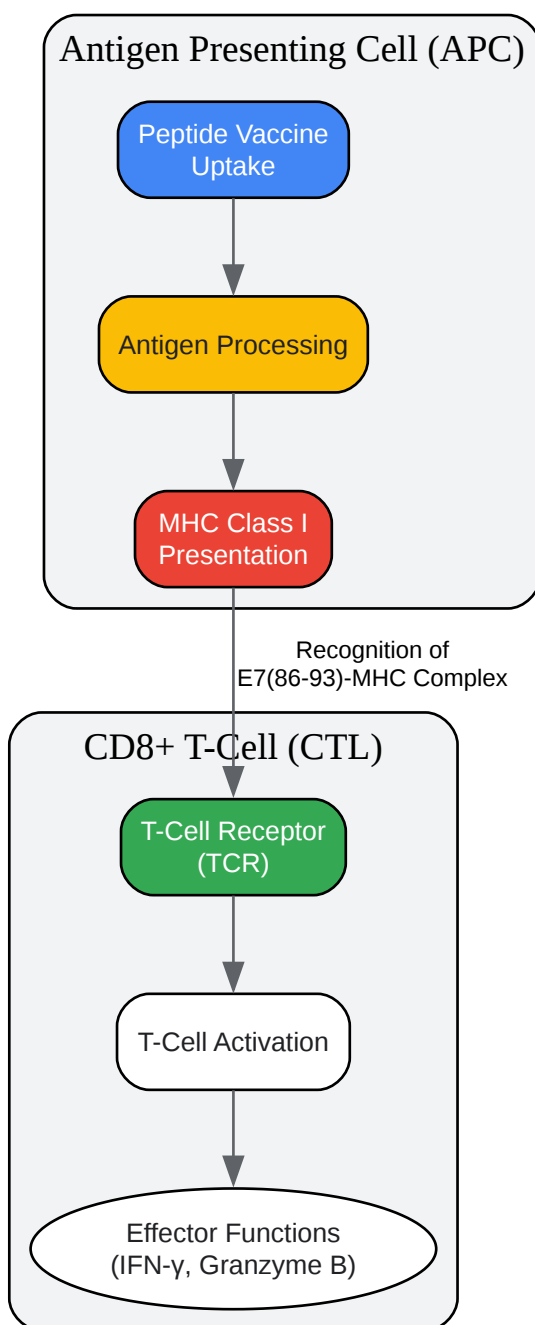 Antigen Presenting Cell (APC)
Peptide Vaccine
Uptake
Antigen Processing
MHC Class I
Presentation
Recognition of
E7(86-93)-MHC Complex
CD8+ T-Cell (CTL)
T-Cell Receptor
(TCR)
T-Cell Activation
Effector Functions
(IFN-γ, Granzyme B)